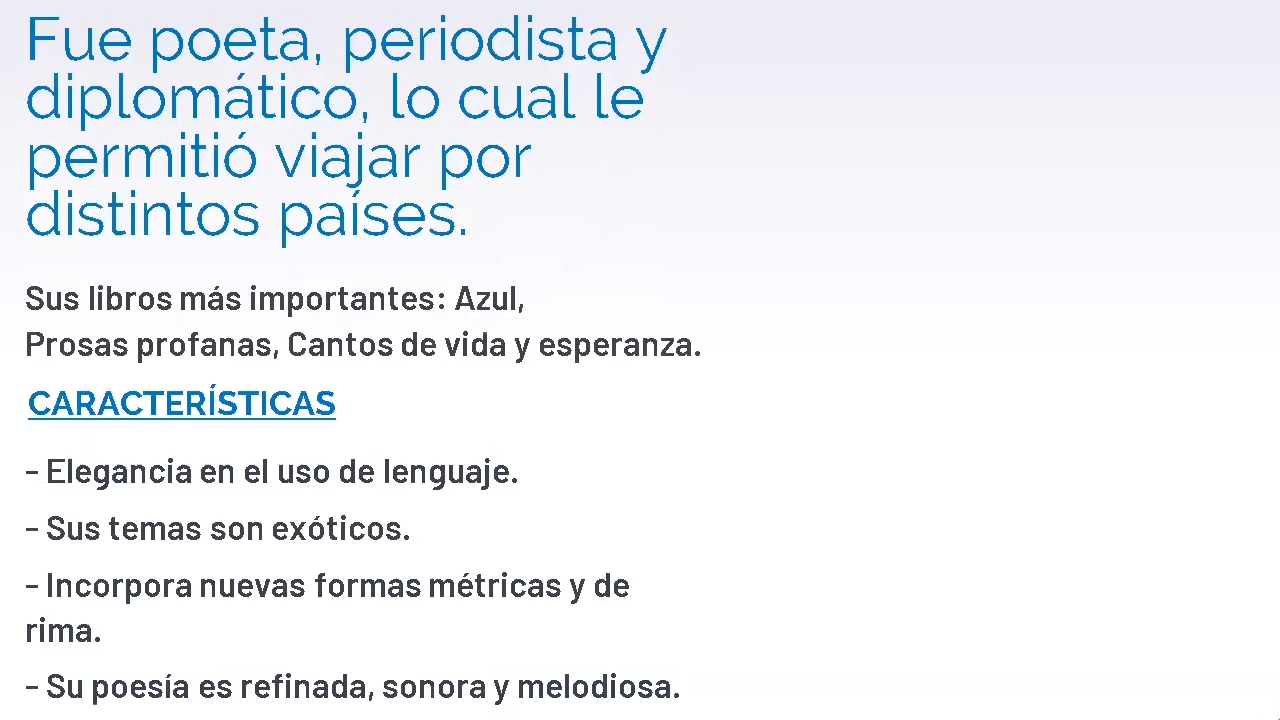 Fue poeta, periodista y
diplomático, lo cual le
permitió viajar por
distintos países.
Sus libros más importantes: Azul,
Prosas profanas, Cantos de vida y esperanza.
CARACTERÍSTICAS
- Elegancia en el uso de lenguaje.
- Sus temas son exóticos.
- Incorpora nuevas formas métricas y de
rima.
- Su poesía es refinada, sonora y melodiosa.